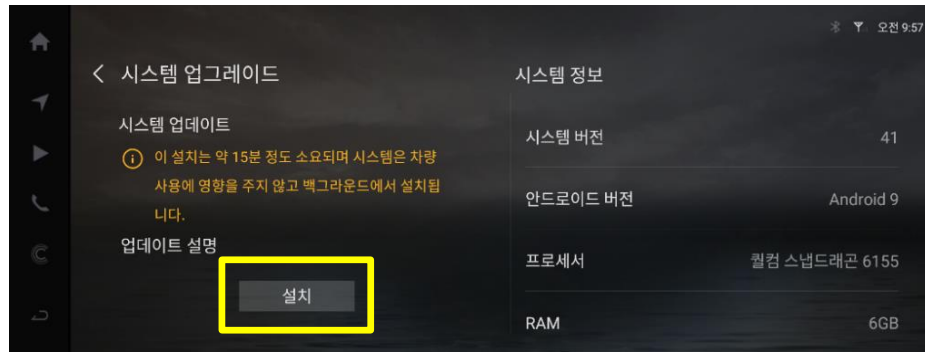 오전 9:57
시스템 업그레이드
시스템 업데이트
이 설치는 약 15분 정도 소요되며 시스템은 차량
사용에 영향을 주지 않고 백그라운드에서 설치됩
니다.
업데이트 설명
설치
시스템 정보
시스템 버전 41
안드로이드 버전 Android 9
프로세서 퀄컴 스냅드래곤 6155
RAM 6GB